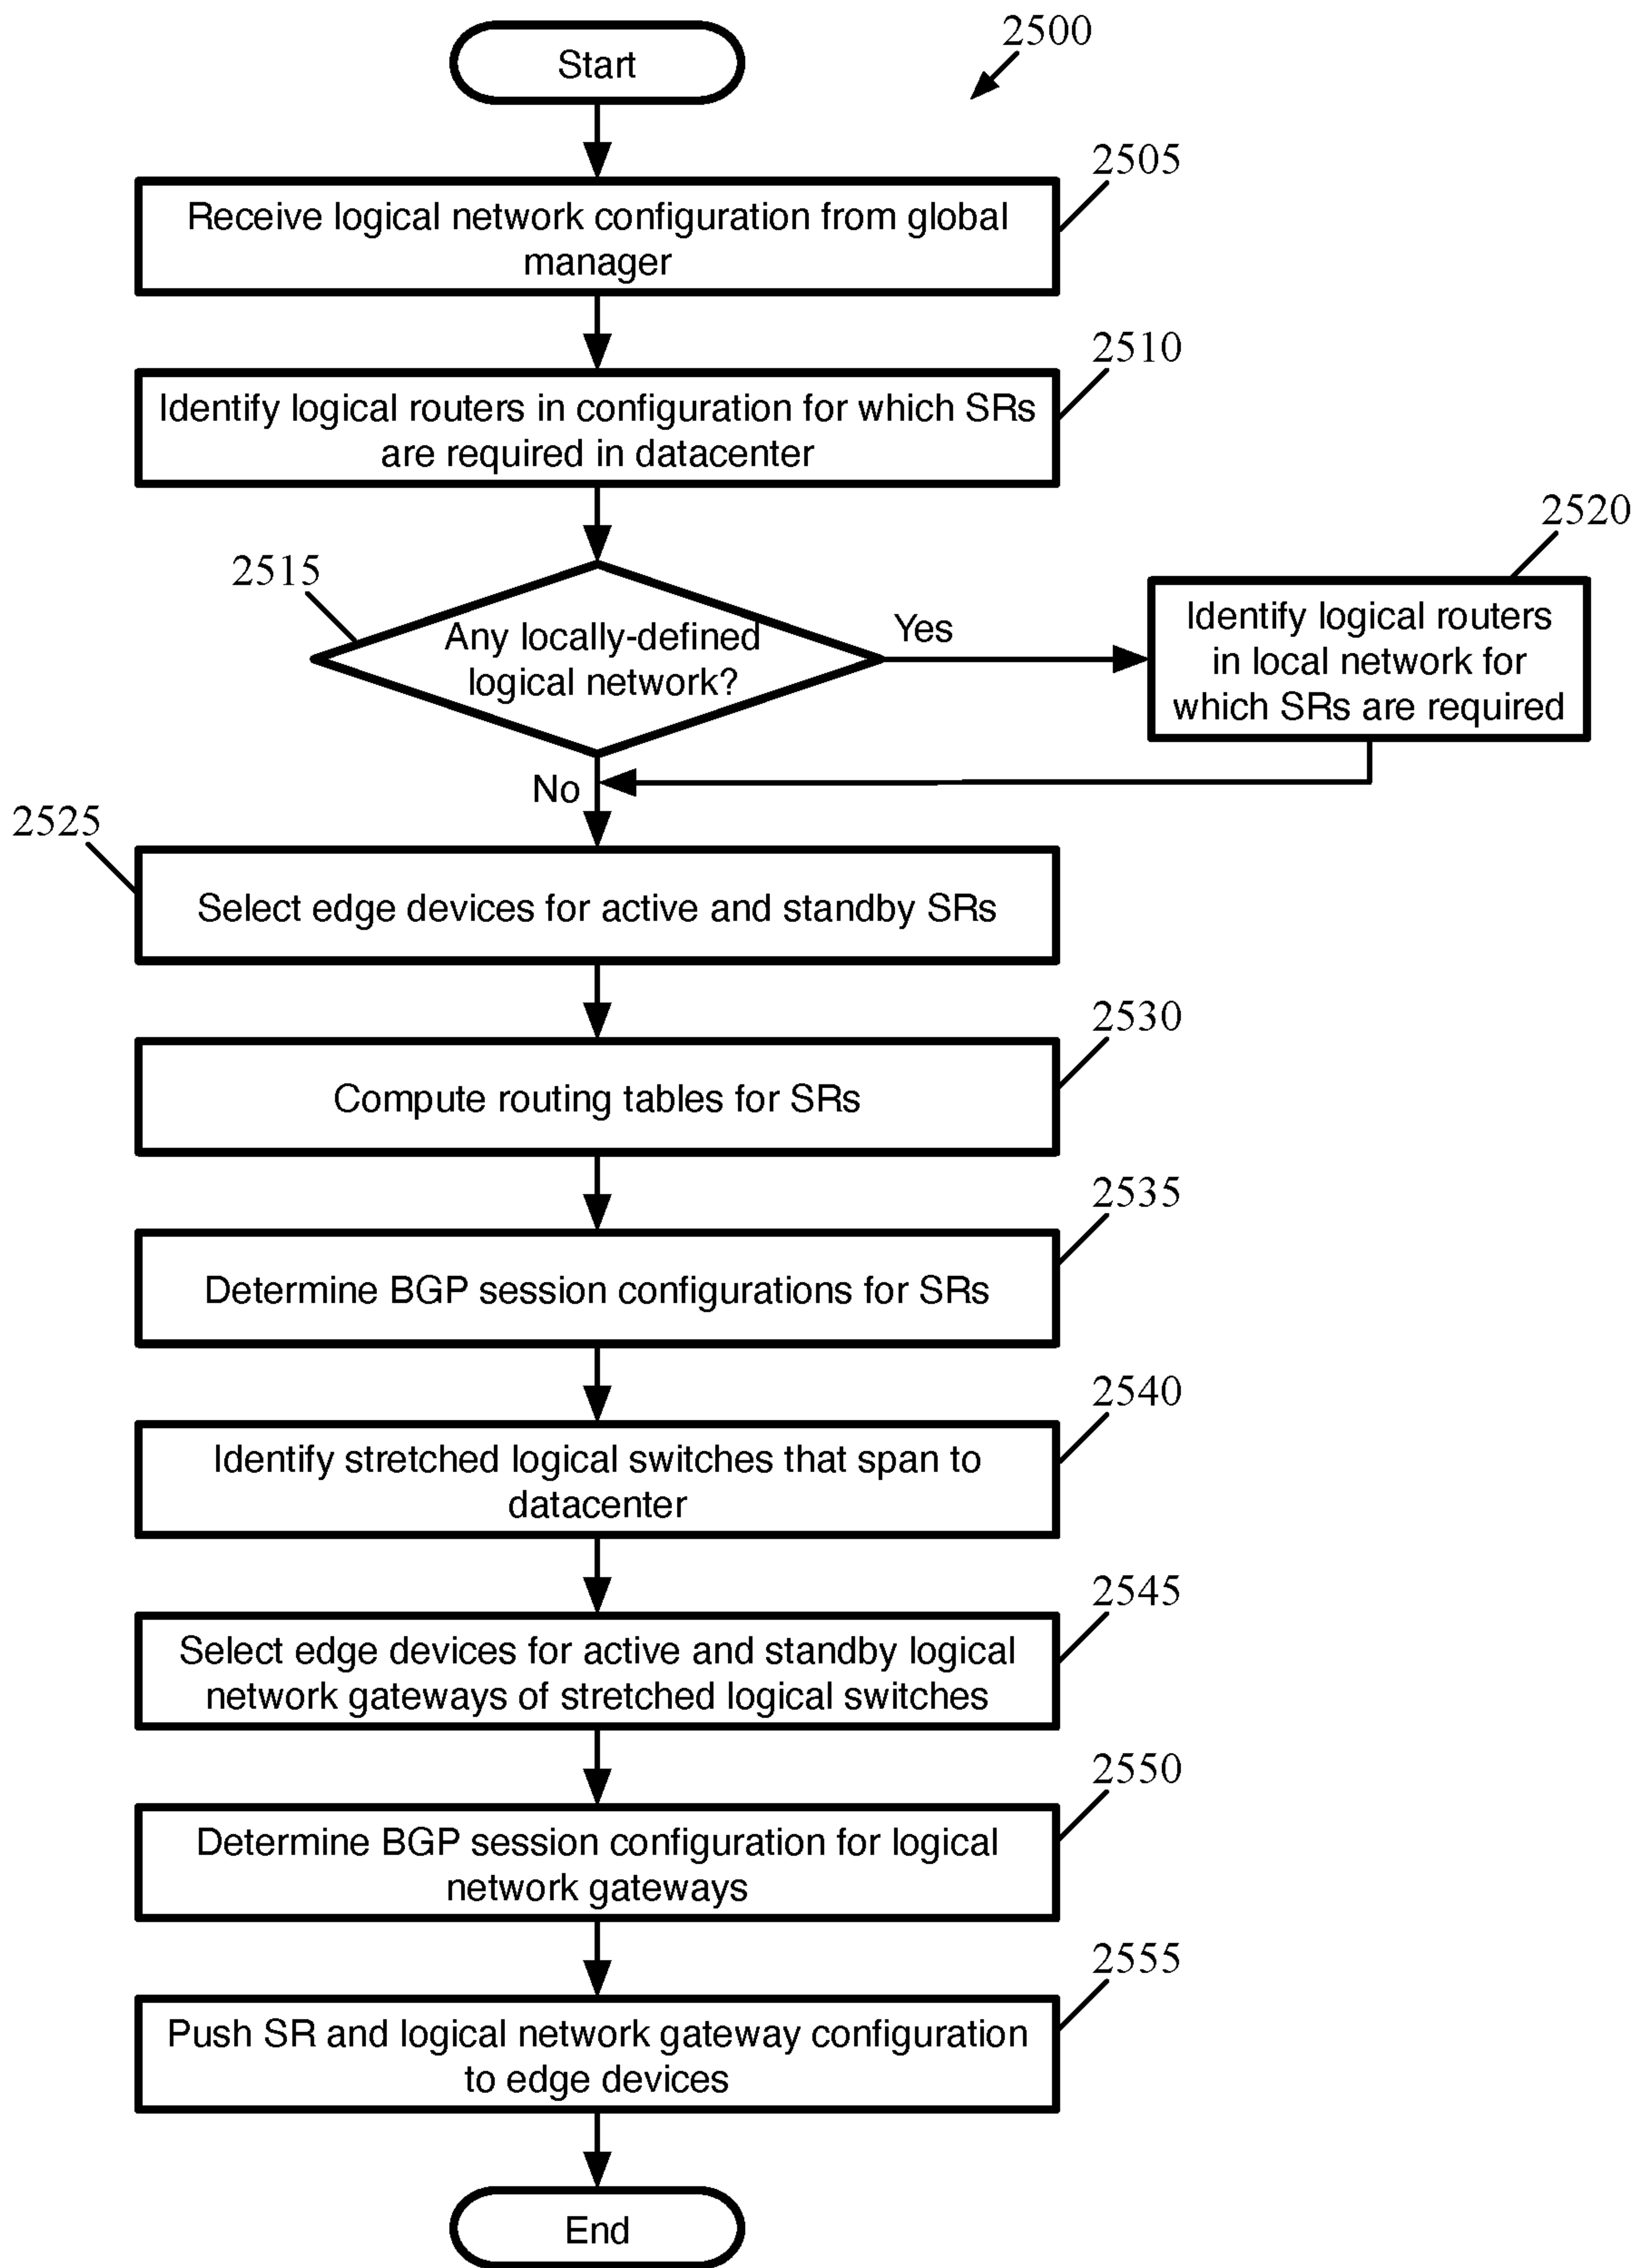 2500
Start
2505
Receive logical network configuration from global
manager
2510
Identify logical routers in configuration for which SRs
are required in datacenter
2515
Any locally-defined
logical network?
Yes
2520
Identify logical routers
in local network for
which SRs are required
No
2525
Select edge devices for active and standby SRs
2530
Compute routing tables for SRs
2535
Determine BGP session configurations for SRs
2540
Identify stretched logical switches that span to
datacenter
2545
Select edge devices for active and standby logical
network gateways of stretched logical switches
2550
Determine BGP session configuration for logical
network gateways
2555
Push SR and logical network gateway configuration
to edge devices
End